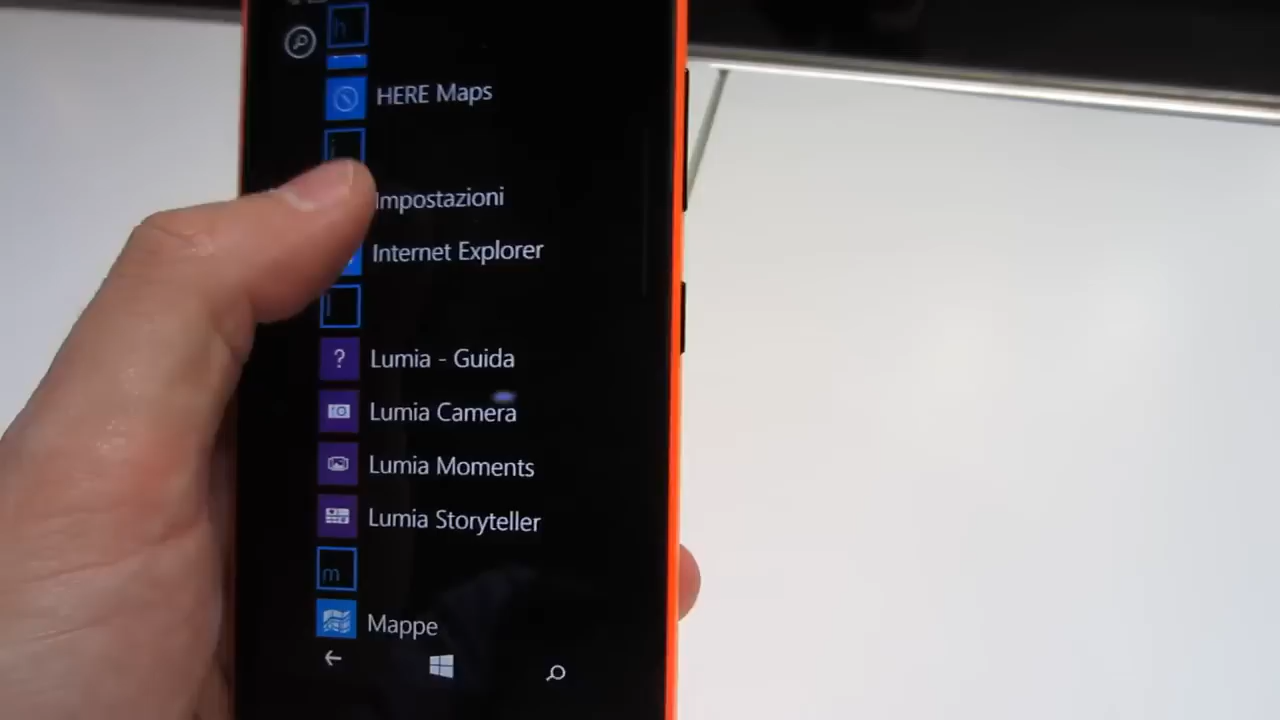 h
HERE Maps
i
Impostazioni
Internet Explorer
l
Lumia - Guida
Lumia Camera
Lumia Moments
Lumia Storyteller
m
Mappe